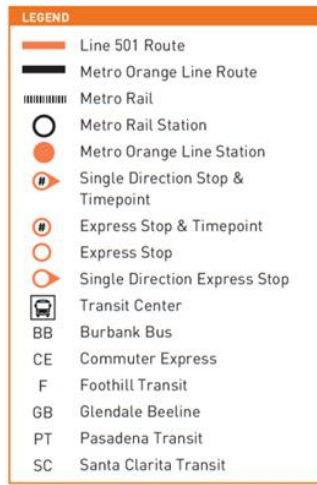 LEGEND
Line 501 Route
Metro Orange Line Route
Metro Rail
Metro Rail Station
Metro Orange Line Station
# Single Direction Stop &
Timepoint
# Express Stop & Timepoint
Express Stop
Single Direction Express Stop
Transit Center
BB Burbank Bus
CE Commuter Express
F Foothill Transit
GB Glendale Beeline
PT Pasadena Transit
SC Santa Clarita Transit